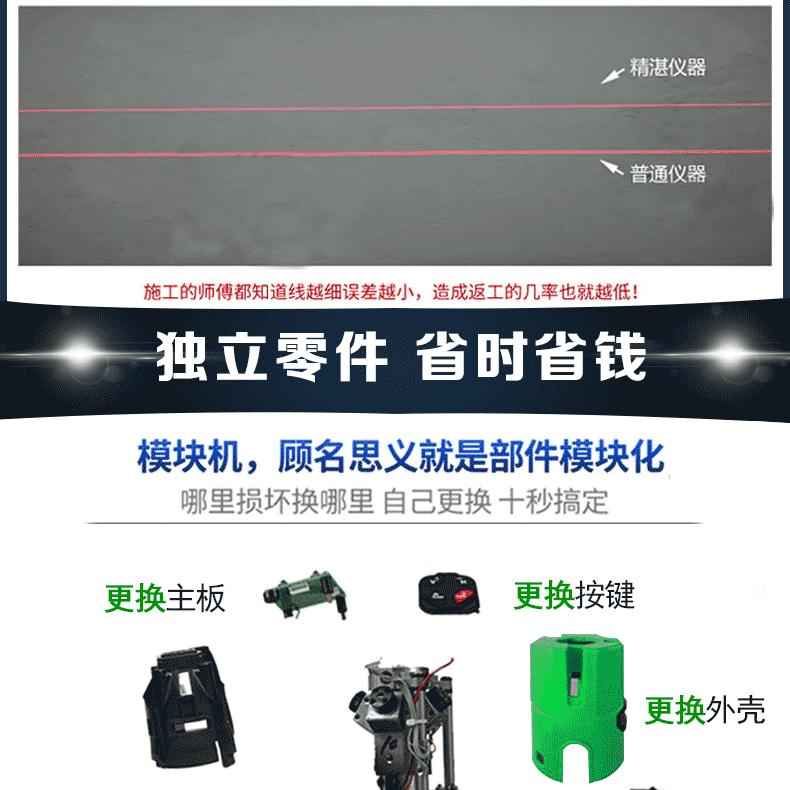 精湛仪器
普通仪器
施工的师傅都知道线越细误差越小，造成返工的几率也就越低！
独立零件 省时省钱
模块机，顾名思义就是部件模块化
哪里损坏换哪里 自己更换 十秒搞定
更换主板
更换按键
更换外壳